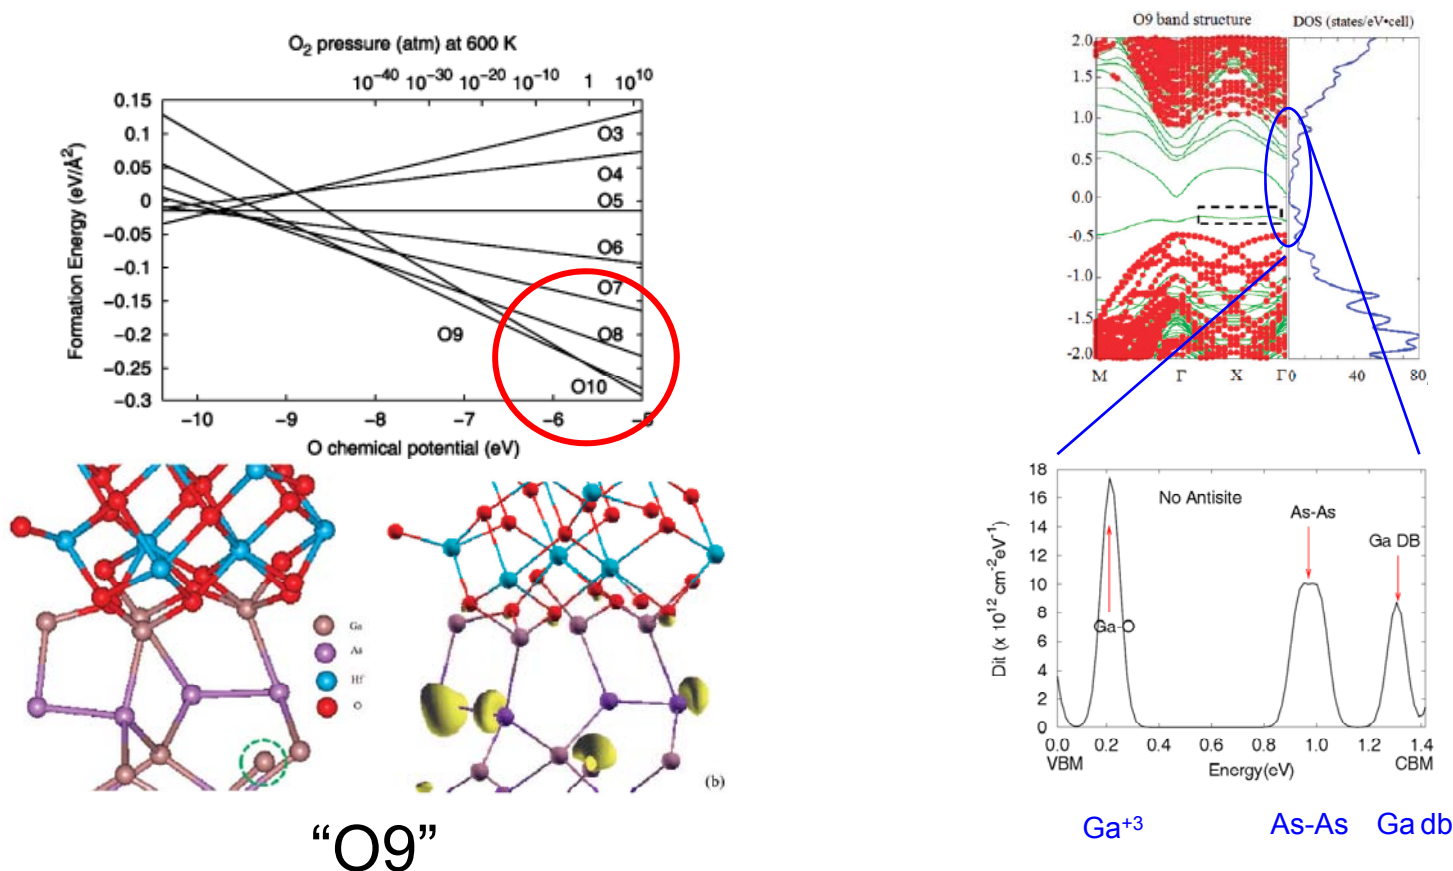 O₂ pressure (atm) at 600 K
10⁻⁴⁰ 10⁻³⁰ 10⁻²⁰ 10⁻¹⁰ 1 10¹⁰
0.15
0.1
0.05
0
−0.05
−0.1
−0.15
−0.2
−0.25
−0.3
Formation Energy (eV/Å²)
O3
O4
O5
O6
O7
O8
O9
O10
−10 −9 −8 −7 −6 −5
O chemical potential (eV)
Ga
As
Hf
O
(b)
“O9”
O9 band structure
DOS (states/eV•cell)
2.0
1.5
1.0
0.5
0.0
-0.5
-1.0
-1.5
-2.0
M Γ X Γ 0 40 80
18
16
14
12
10
8
6
4
2
0
Dit (x 10¹² cm⁻²eV⁻¹)
No Antisite
As-As
Ga DB
Ga-O
0.0 0.2 0.4 0.6 0.8 1.0 1.2 1.4
VBM Energy(eV) CBM
Ga⁺³ As-As Ga db